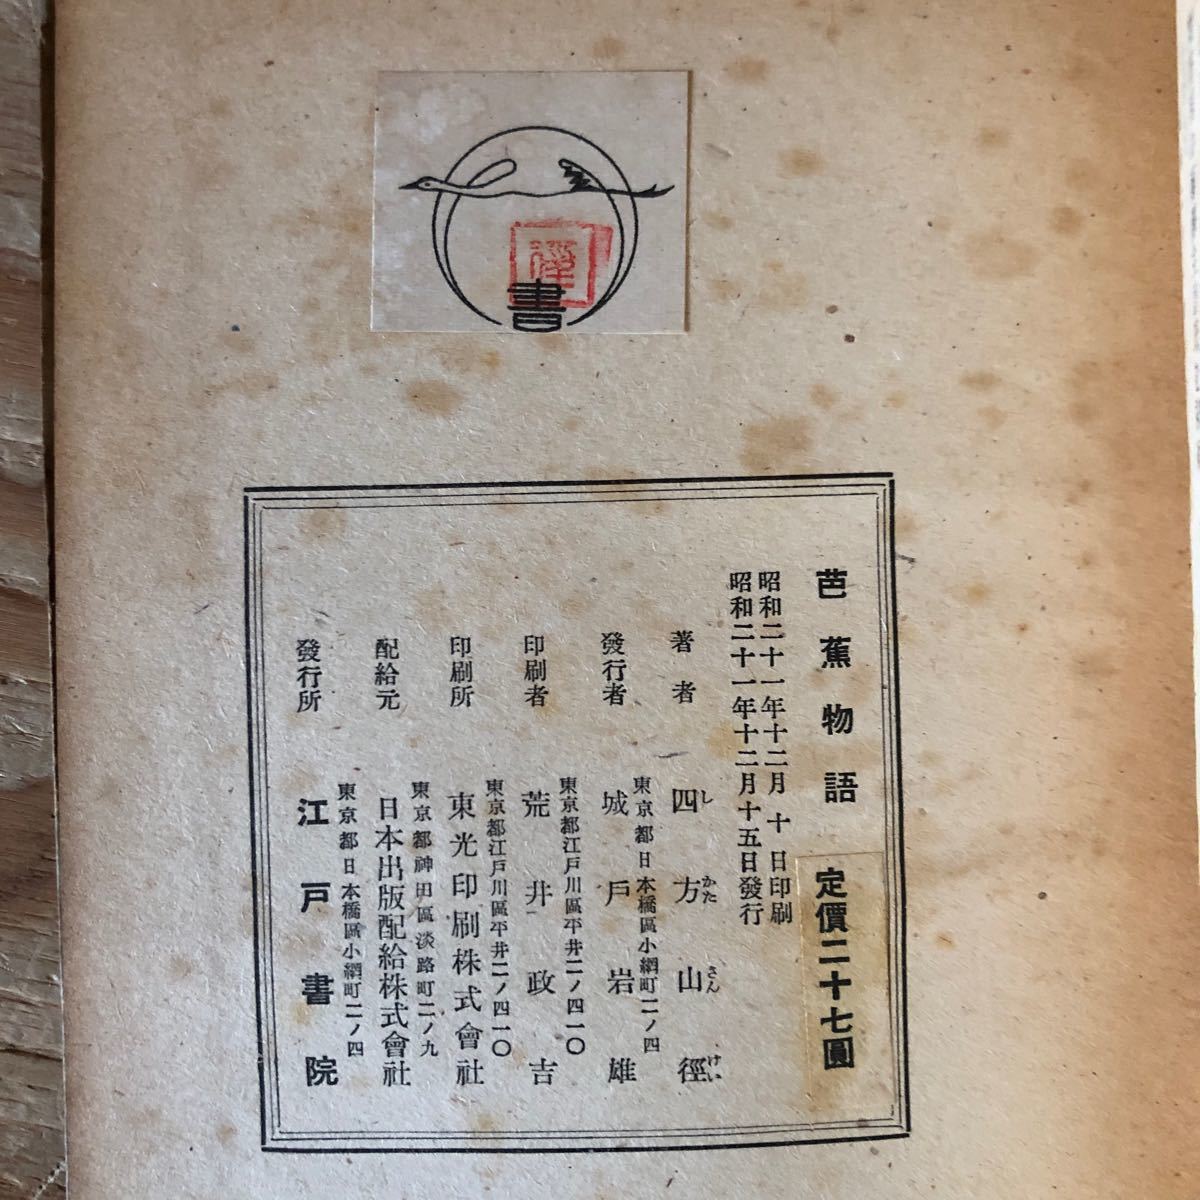 書
芭蕉物語 定價二十七圓
昭和二十一年十二月十日印刷
昭和二十一年十二月十五日發行
著者 四方山徑
し かた さん けい
發行者 城戶岩雄
東京都日本橋區小網町二ノ四
印刷者 荒井政吉
東京都江戶川區平井二ノ四一〇
印刷所 東光印刷株式會社
東京都江戶川區平井二ノ四一〇
配給元 日本出版配給株式會社
東京都神田區淡路町二ノ九
發行所 江戶書院
東京都日本橋區小網町二ノ四